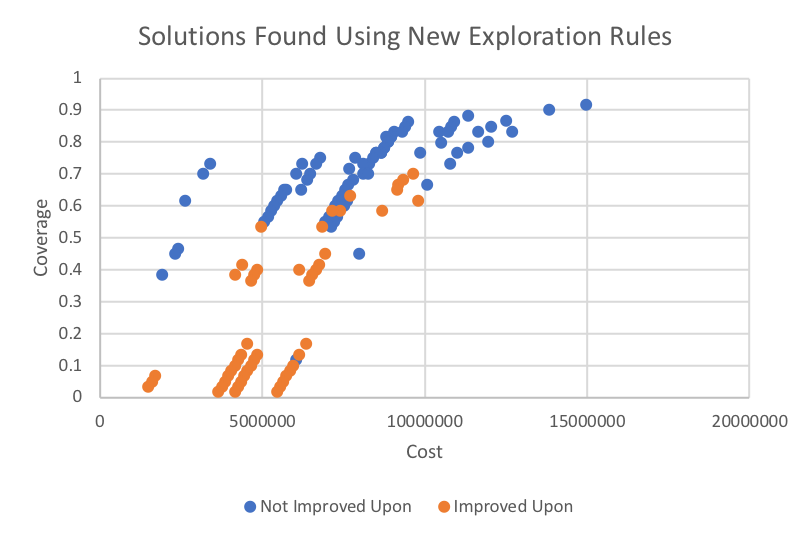 Solutions Found Using New Exploration Rules
1
0.9
0.8
0.7
0.6
0.5
0.4
0.3
0.2
0.1
0
Coverage
0 5000000 10000000 15000000 20000000
Cost
Not Improved Upon Improved Upon